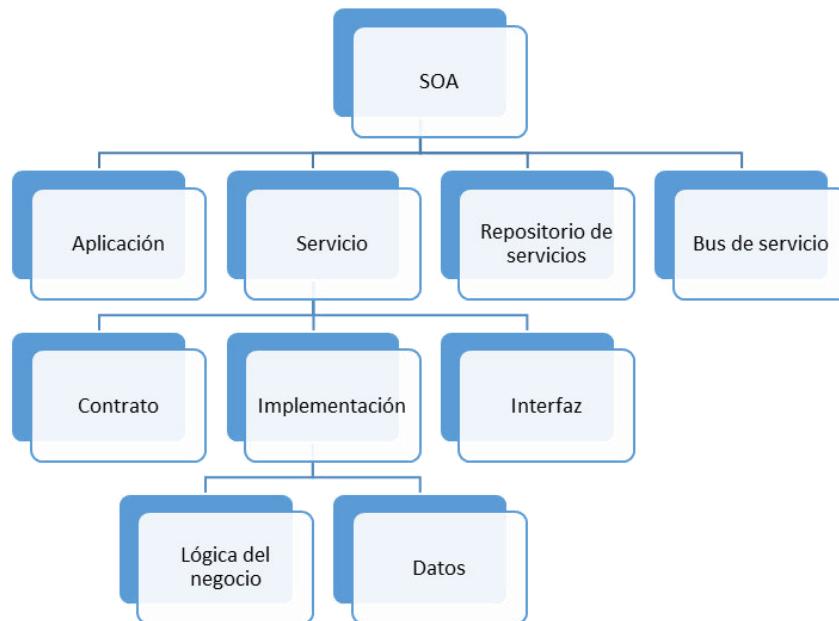 SOA
Aplicación
Servicio
Repositorio de
servicios
Bus de servicio
Contrato
Implementación
Interfaz
Lógica del
negocio
Datos